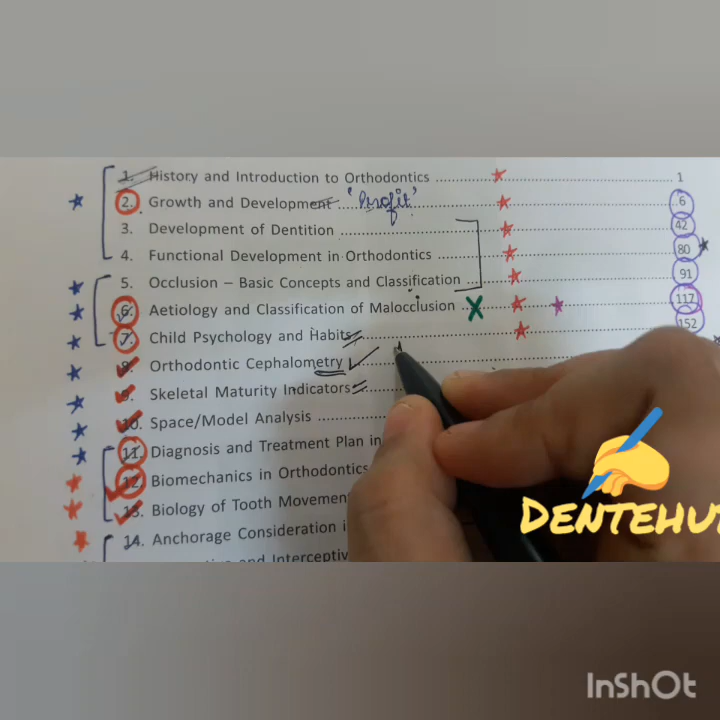 1. History and Introduction to Orthodontics ........ 1
2. Growth and Development ........ 'Profit' ........ 6
3. Development of Dentition ........ 42
4. Functional Development in Orthodontics ........ 80
5. Occlusion – Basic Concepts and Classification ........ 91
6. Aetiology and Classification of Malocclusion ........ 117
7. Child Psychology and Habits ........ 152
Orthodontic Cephalometry
9. Skeletal Maturity Indicators
10. Space/Model Analysis
11. Diagnosis and Treatment Plan in
12. Biomechanics in Orthodontics
13. Biology of Tooth Movement
14. Anchorage Consideration
and Interceptive
DENTEHU
InShOt